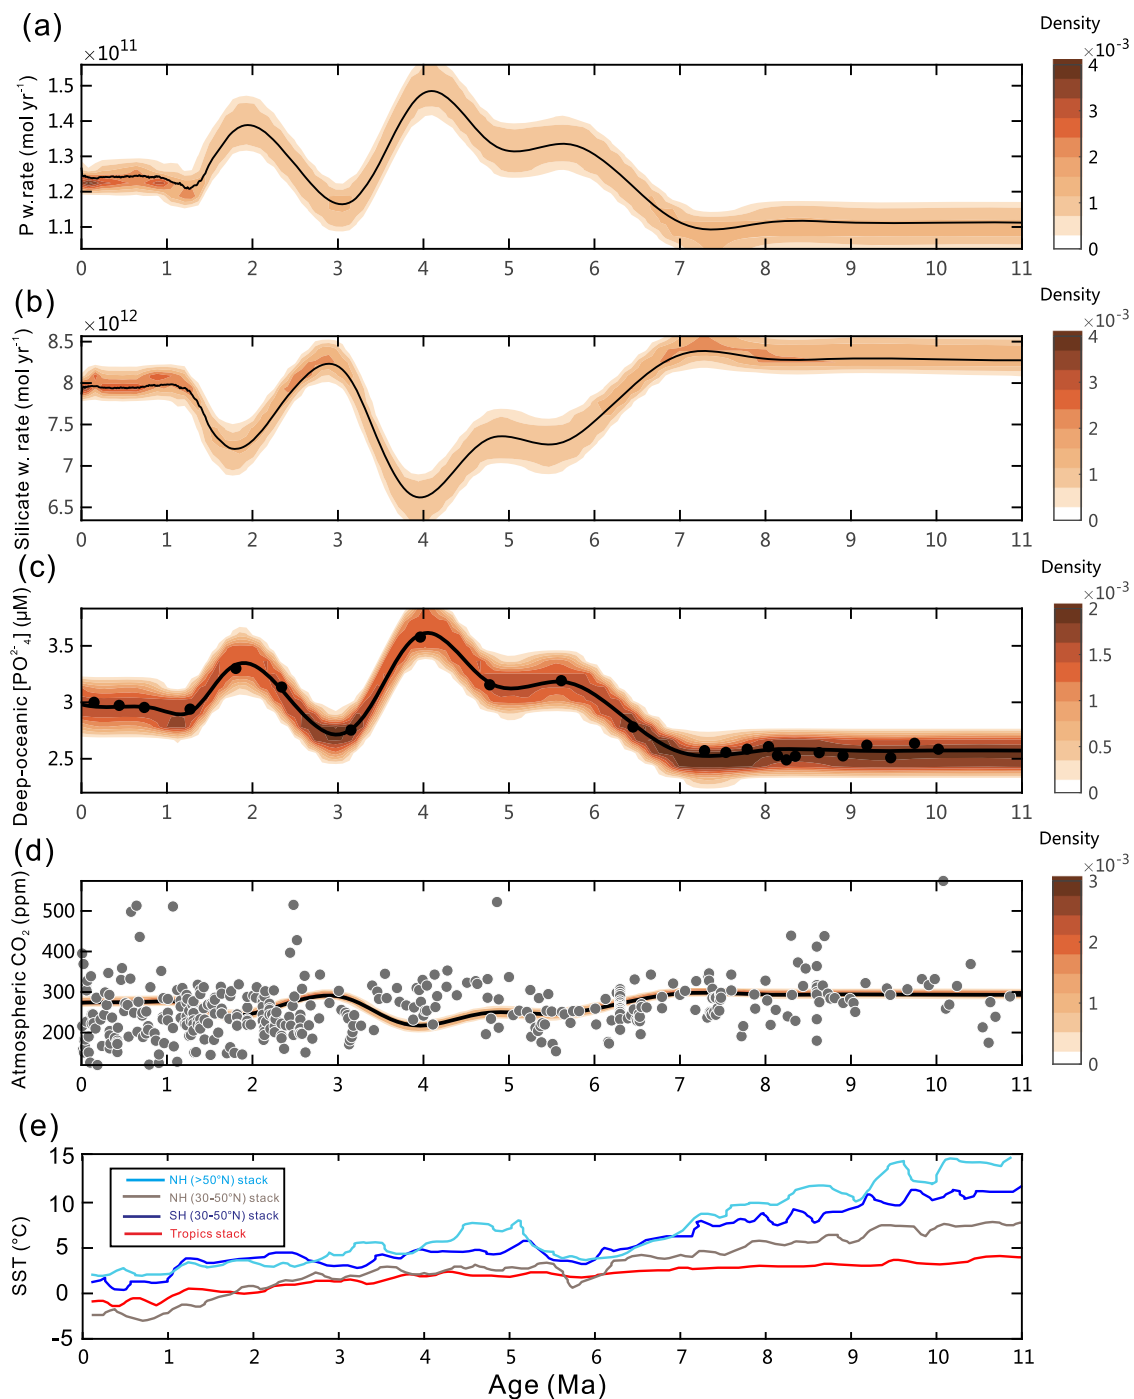 (a)
×10¹¹
Density
×10⁻³
P w.rate (mol yr⁻¹)
1.5
1.4
1.3
1.2
1.1
0 1 2 3 4 5 6 7 8 9 10 11
4
3
2
1
0
(b)
×10¹²
Density
×10⁻³
Silicate w. rate (mol yr⁻¹)
8.5
8
7.5
7
6.5
0 1 2 3 4 5 6 7 8 9 10 11
4
3
2
1
0
(c)
Density
×10⁻³
Deep-oceanic [PO²⁻₄] (μM)
3.5
3
2.5
0 1 2 3 4 5 6 7 8 9 10 11
2
1.5
1
0.5
0
(d)
Density
×10⁻³
Atmospheric CO₂ (ppm)
500
400
300
200
0 1 2 3 4 5 6 7 8 9 10 11
3
2
1
0
(e)
SST (°C)
15
10
5
0
-5
NH (>50°N) stack
NH (30-50°N) stack
SH (30-50°N) stack
Tropics stack
0 1 2 3 4 5 6 7 8 9 10 11
Age (Ma)